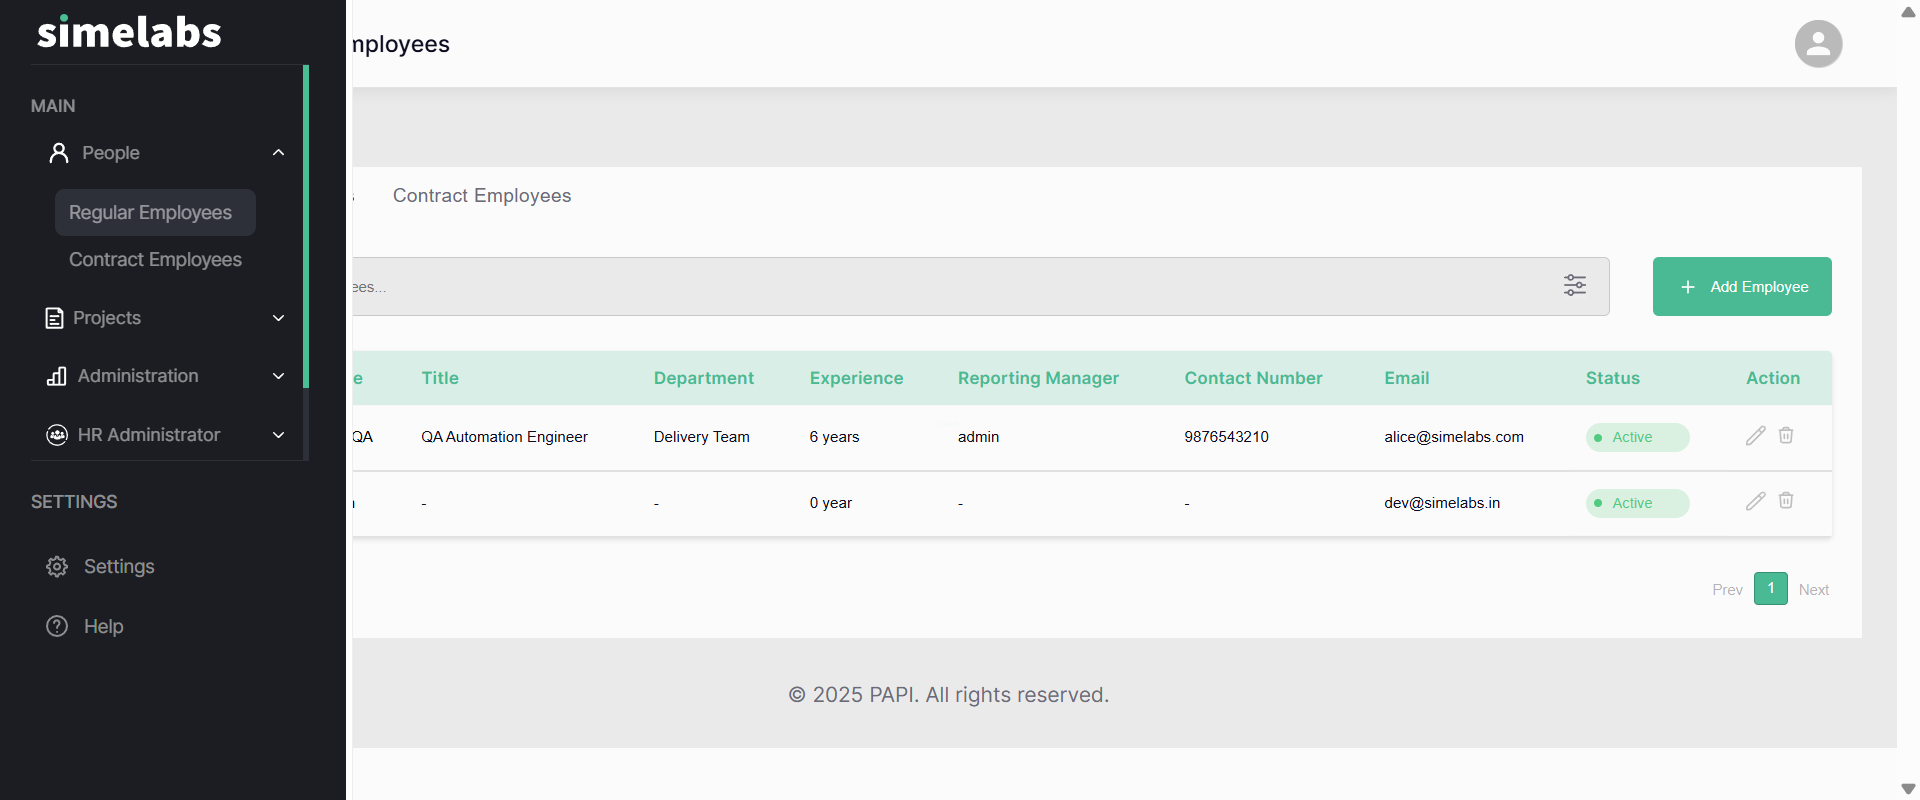 simelabs
MAIN
People
Regular Employees
Contract Employees
Projects
Administration
HR Administrator
SETTINGS
Settings
Help
mployees
Contract Employees
ees...
+ Add Employee
e Title Department Experience Reporting Manager Contact Number Email Status Action
QA QA Automation Engineer Delivery Team 6 years admin 9876543210 alice@simelabs.com Active
- - 0 year - - dev@simelabs.in Active
Prev 1 Next
© 2025 PAPI. All rights reserved.